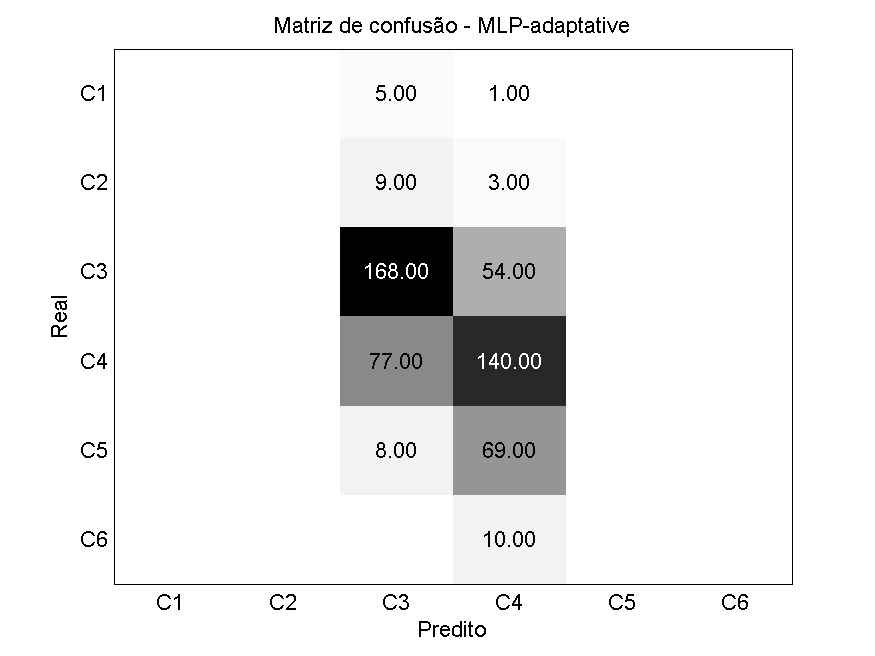 Matriz de confusão - MLP-adaptative
C1 5.00 1.00
C2 9.00 3.00
C3 168.00 54.00
Real
C4 77.00 140.00
C5 8.00 69.00
C6 10.00
C1 C2 C3 C4 C5 C6
Predito